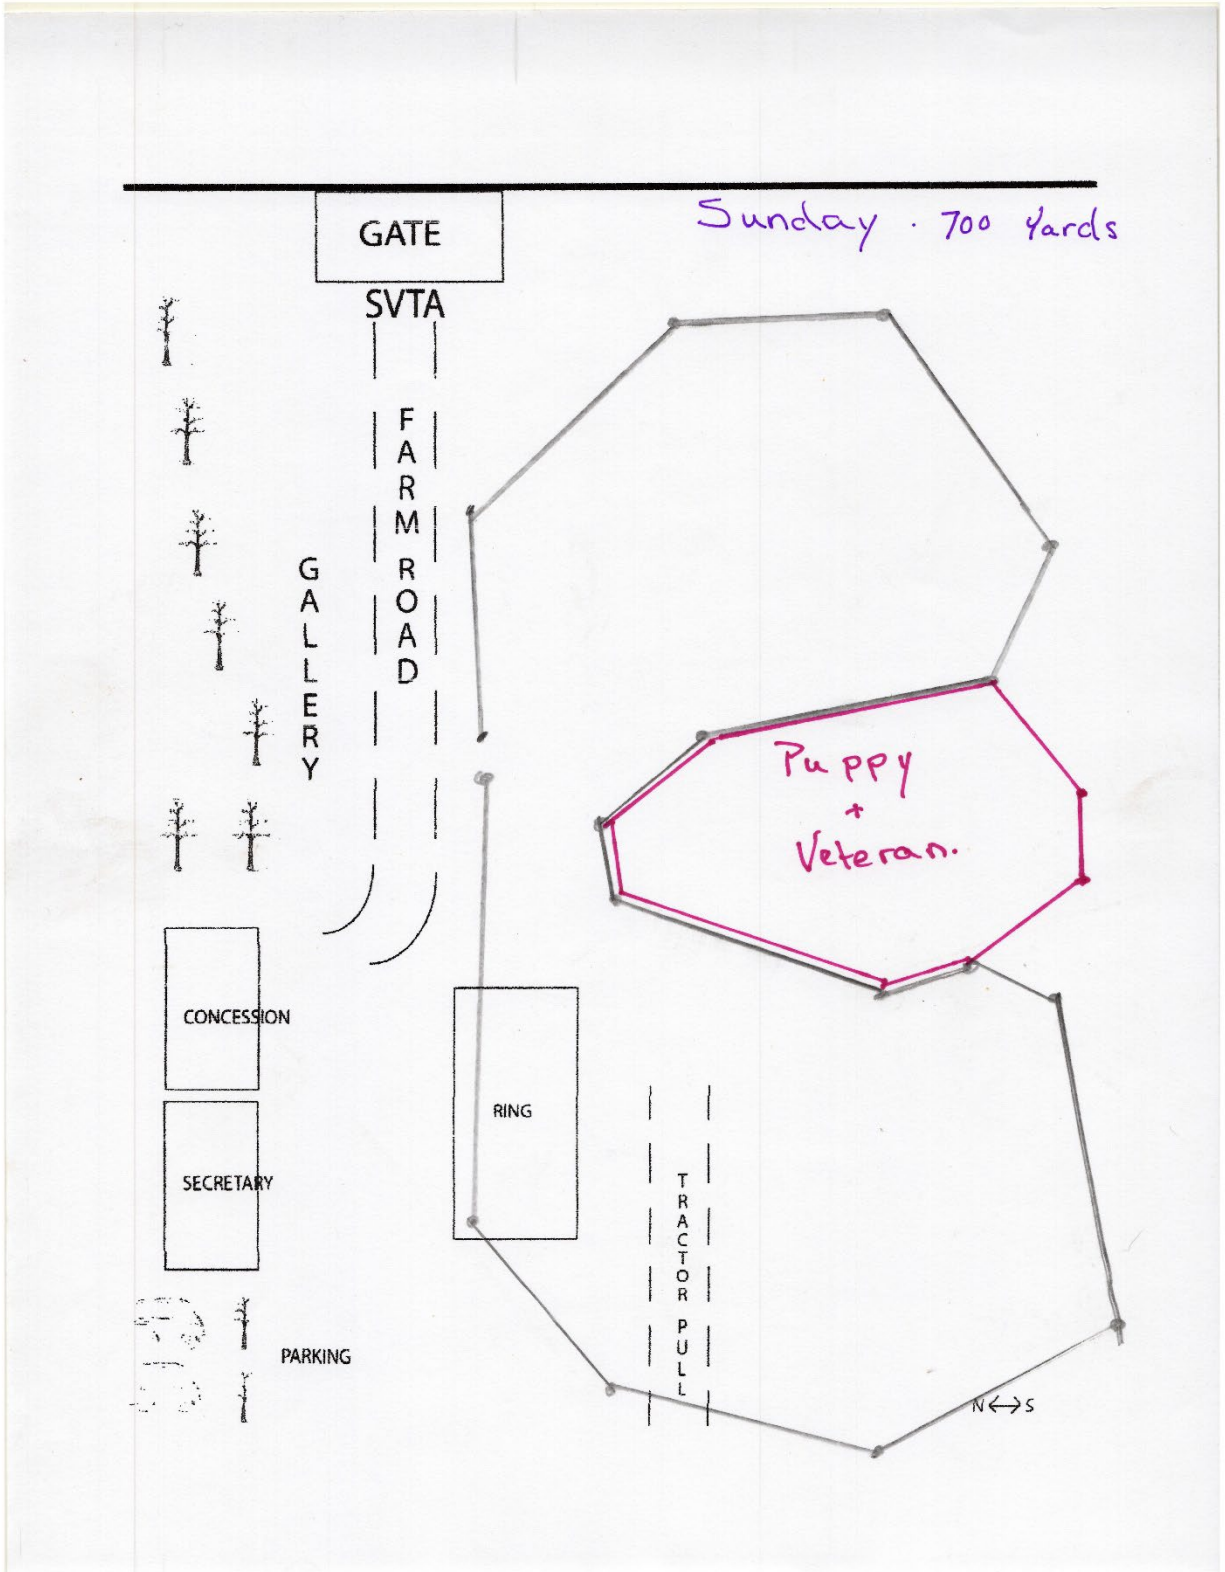 GATE
Sunday . 700 Yards
SVTA
FARM ROAD
GALLERY
Puppy
+
Veteran.
CONCESSION
RING
SECRETARY
TRACTOR PULL
PARKING
N↔S